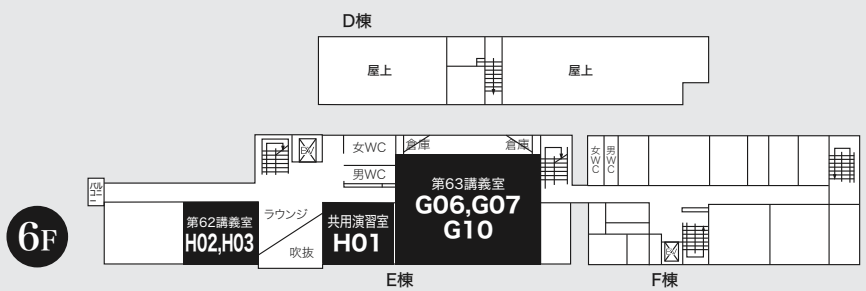 D棟
屋上
屋上
女WC
倉庫
倉庫
EV
男WC
女WC
男WC
バルコニー
第63講義室
G06,G07
G10
第62講義室
H02,H03
ラウンジ
吹抜
共用演習室
H01
6F
EV
E棟
F棟